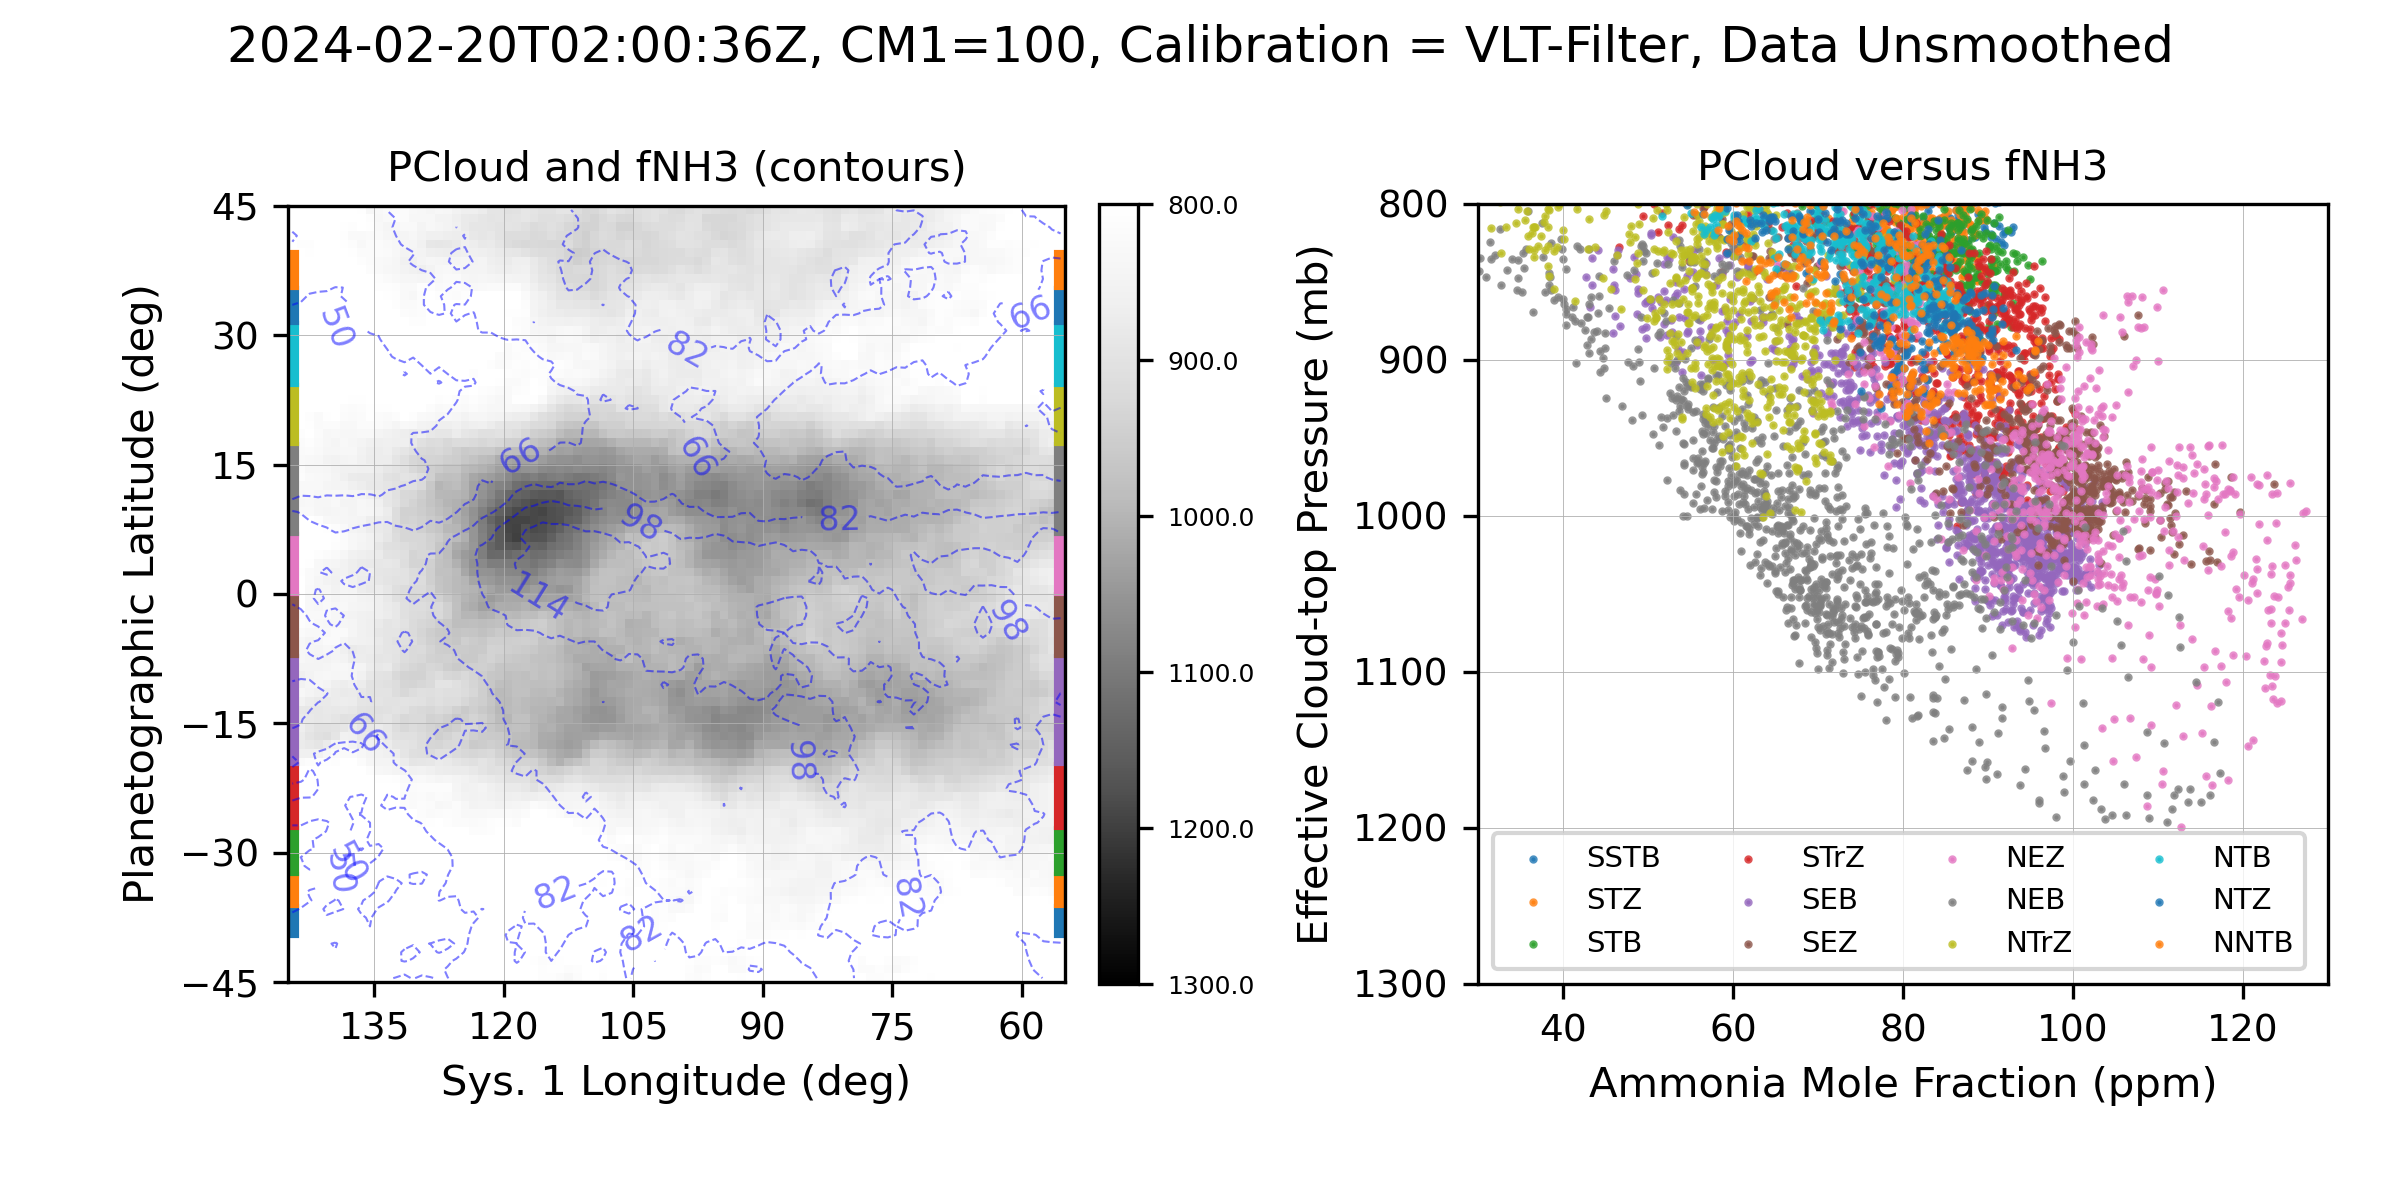 2024-02-20T02:00:36Z, CM1=100, Calibration = VLT-Filter, Data Unsmoothed
PCloud and fNH3 (contours)
Planetographic Latitude (deg)
45
30
15
0
−15
−30
−45
50
66
82
66
66
98
82
114
98
66
98
50
50
82
82
82
135
120
105
90
75
60
Sys. 1 Longitude (deg)
800.0
900.0
1000.0
1100.0
1200.0
1300.0
PCloud versus fNH3
Effective Cloud-top Pressure (mb)
800
900
1000
1100
1200
1300
SSTB
STZ
STB
STrZ
SEB
SEZ
NEZ
NEB
NTrZ
NTB
NTZ
NNTB
40
60
80
100
120
Ammonia Mole Fraction (ppm)